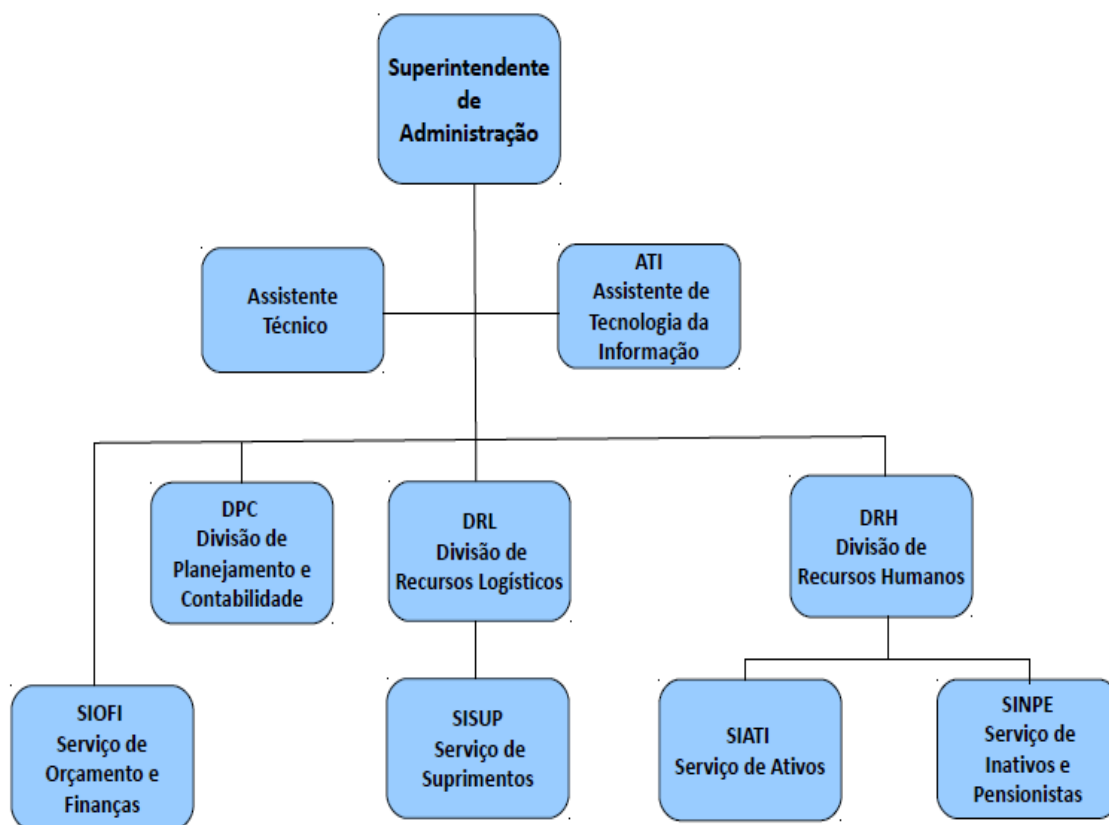 Superintendente
de
Administração
Assistente
Técnico
ATI
Assistente de
Tecnologia da
Informação
DPC
Divisão de
Planejamento e
Contabilidade
DRL
Divisão de
Recursos Logísticos
DRH
Divisão de
Recursos Humanos
SIOFI
Serviço de
Orçamento e
Finanças
SISUP
Serviço de
Suprimentos
SIATI
Serviço de Ativos
SINPE
Serviço de
Inativos e
Pensionistas